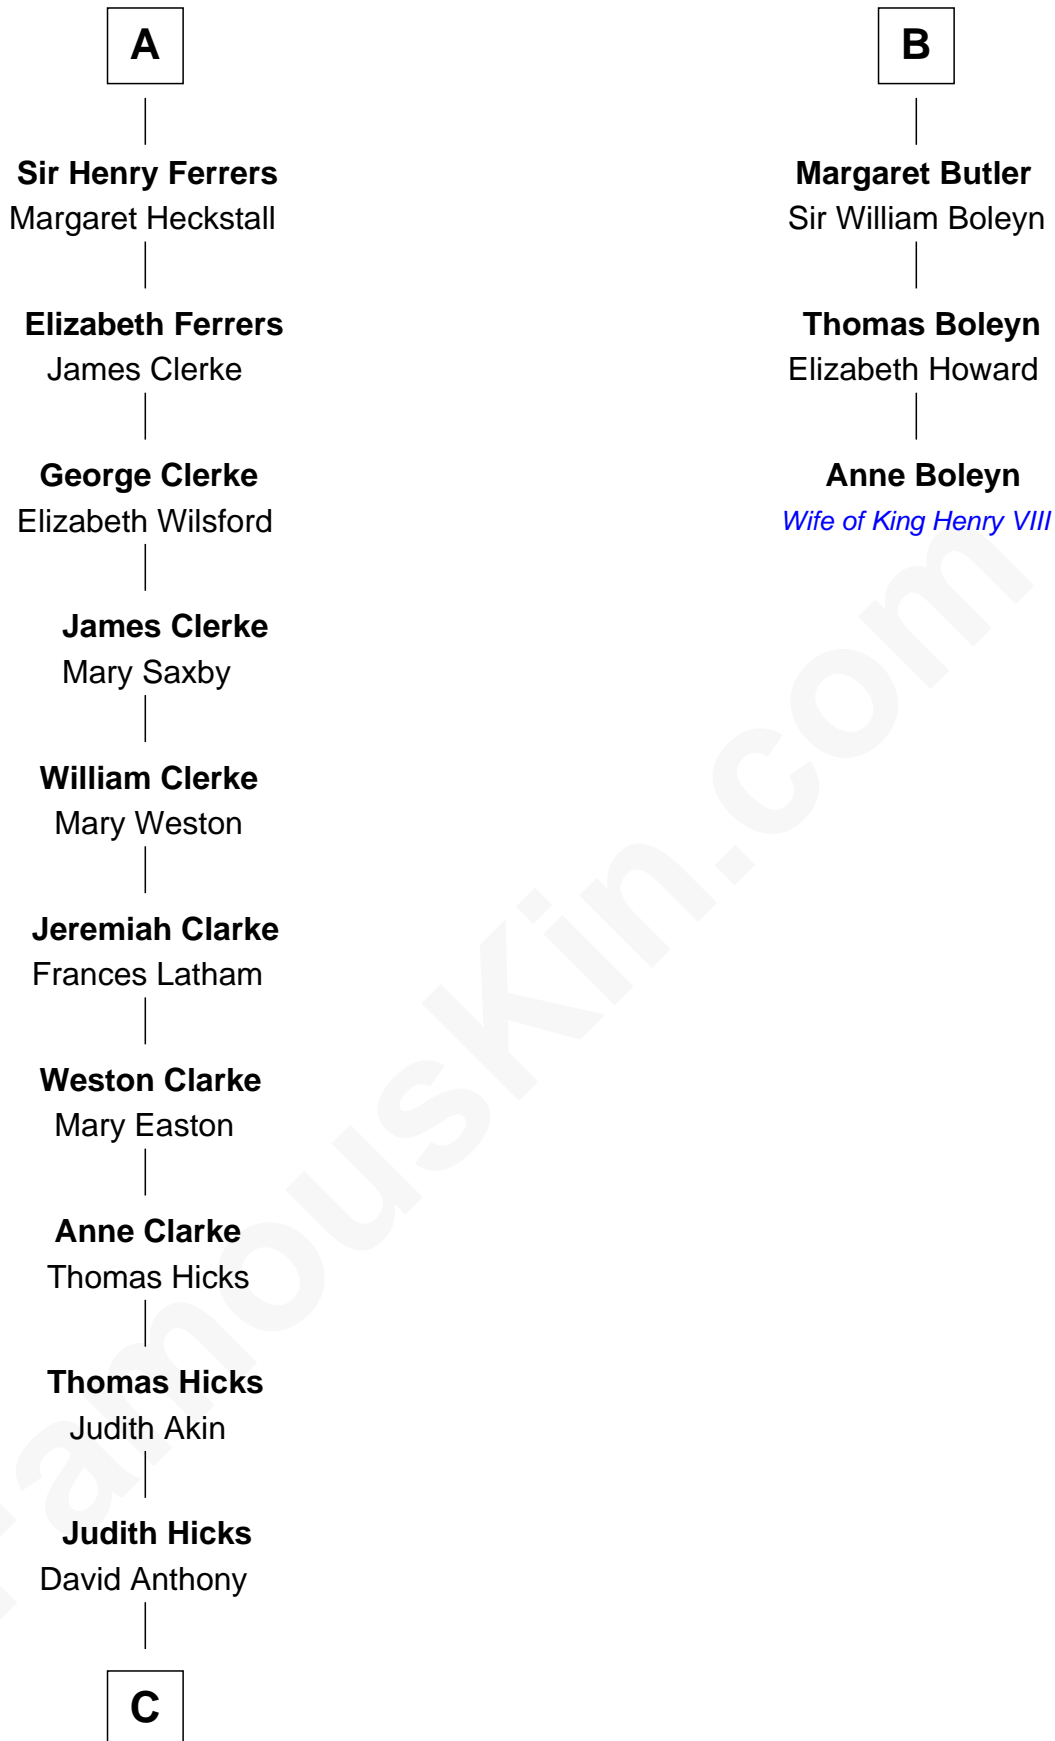 A
Sir Henry Ferrers
Margaret Heckstall
Elizabeth Ferrers
James Clerke
George Clerke
Elizabeth Wilsford
James Clerke
Mary Saxby
William Clerke
Mary Weston
Jeremiah Clarke
Frances Latham
Weston Clarke
Mary Easton
Anne Clarke
Thomas Hicks
Thomas Hicks
Judith Akin
Judith Hicks
David Anthony
C
B
Margaret Butler
Sir William Boleyn
Thomas Boleyn
Elizabeth Howard
Anne Boleyn
Wife of King Henry VIII
FamousKin.com